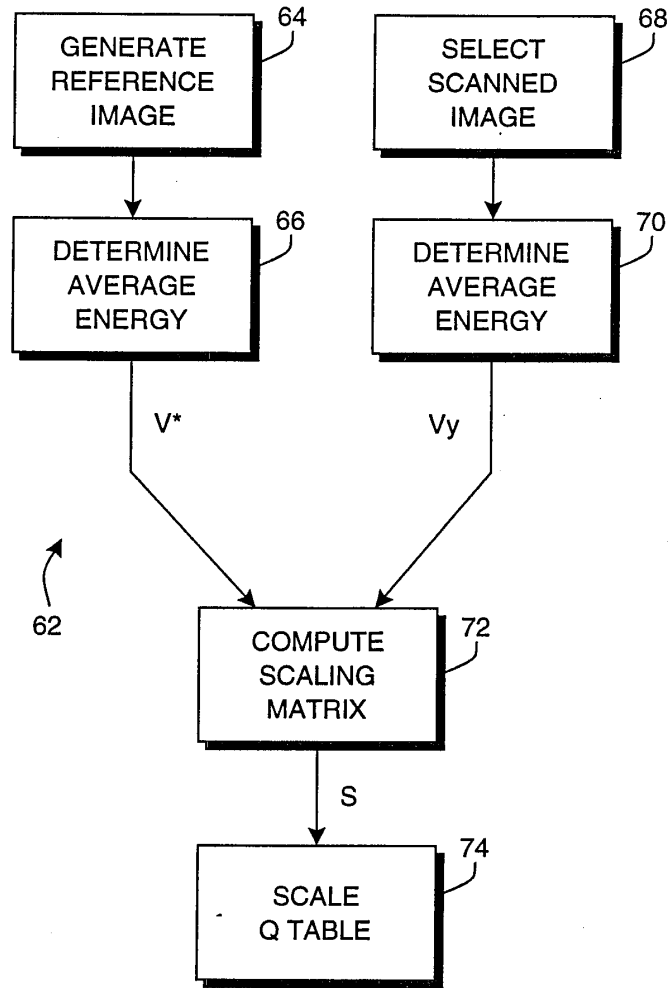 64
GENERATE
REFERENCE
IMAGE
68
SELECT
SCANNED
IMAGE
66
DETERMINE
AVERAGE
ENERGY
70
DETERMINE
AVERAGE
ENERGY
V*
Vy
62
72
COMPUTE
SCALING
MATRIX
S
74
SCALE
Q TABLE